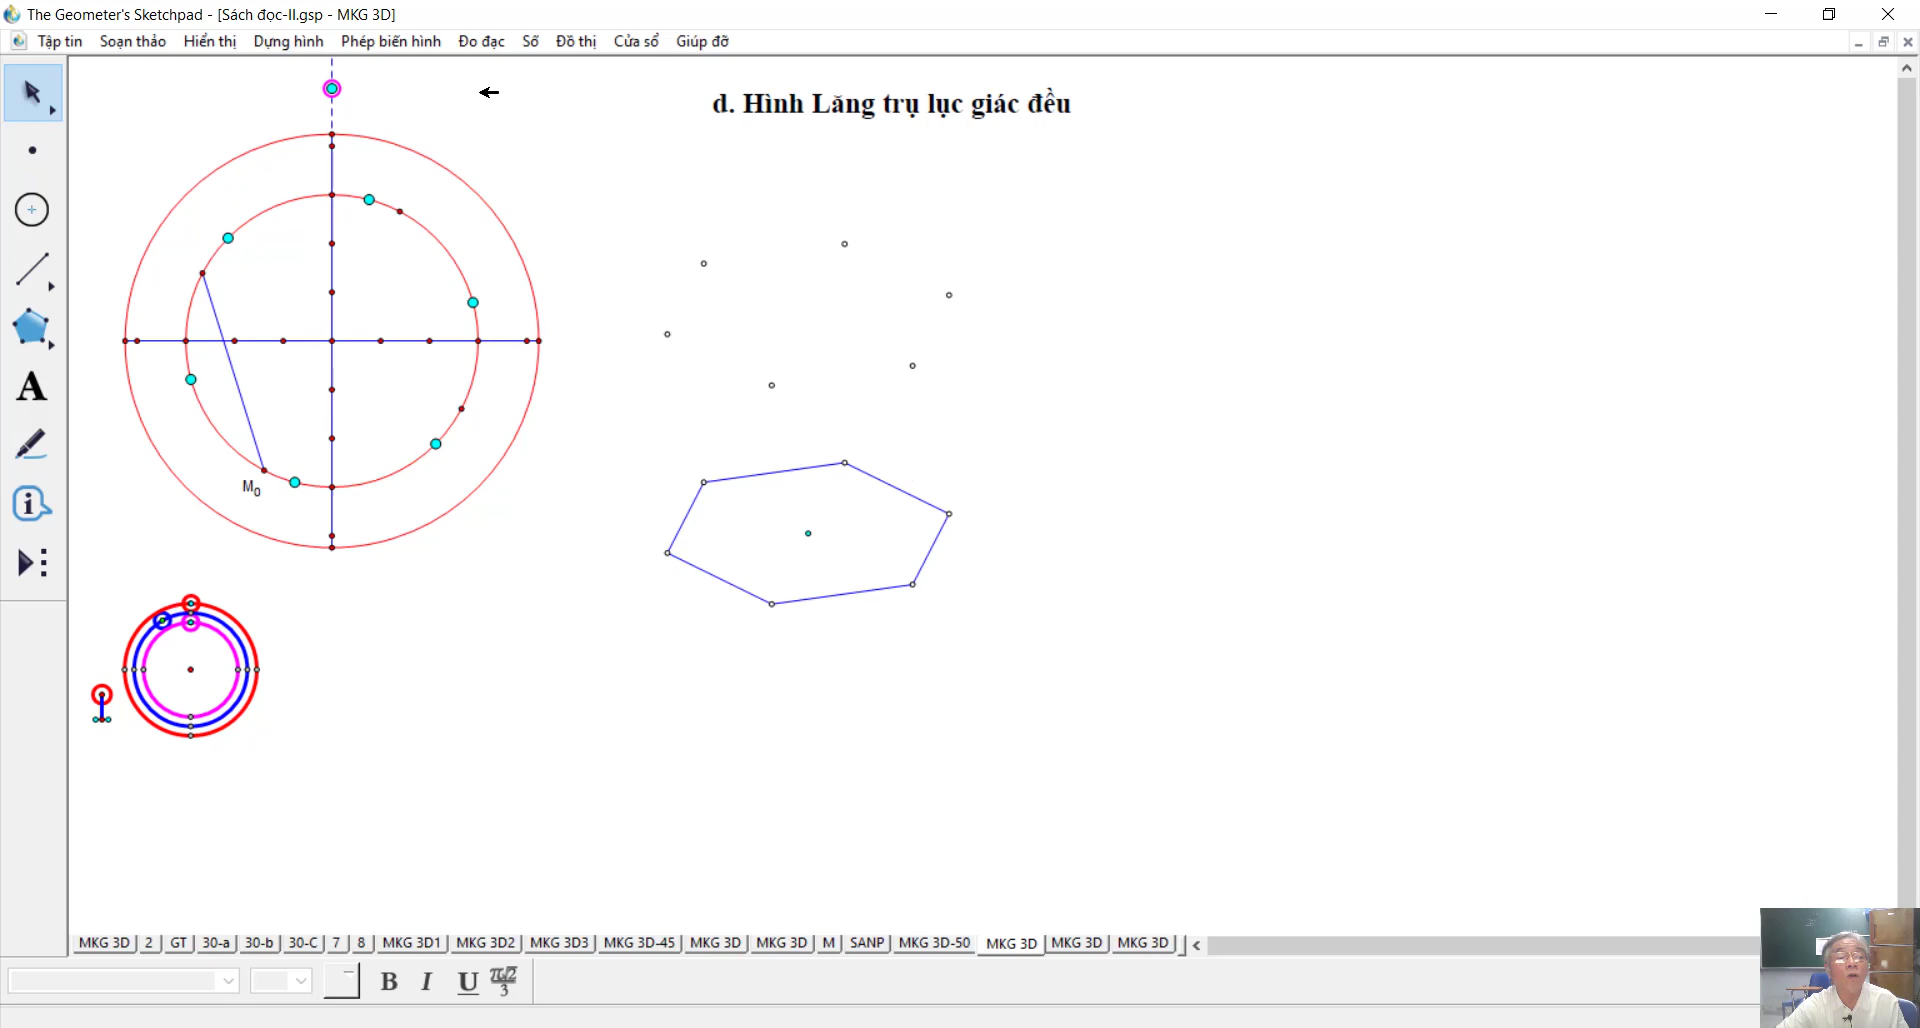 The Geometer's Sketchpad - [Sách đọc-II.gsp - MKG 3D]
Tập tin Soạn thảo Hiển thị Dựng hình Phép biến hình Đo đạc Số Đồ thị Cửa sổ Giúp đỡ
d. Hình Lăng trụ lục giác đều
A
M0
MKG 3D 2 GT 30-a 30-b 30-C 7 8 MKG 3D1 MKG 3D2 MKG 3D3 MKG 3D-45 MKG 3D MKG 3D M SANP MKG 3D-50 MKG 3D MKG 3D MKG 3D
B I U π√2/3